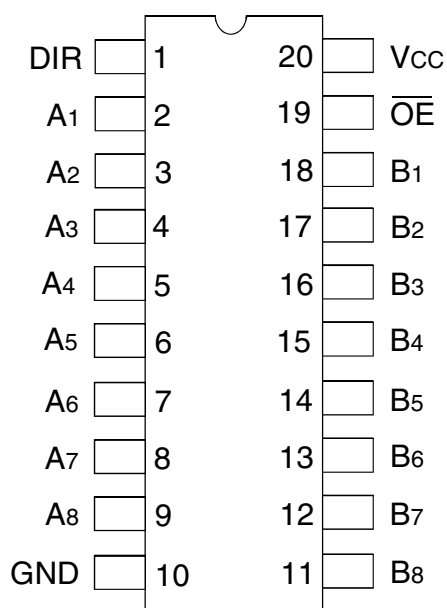 DIR 1 20 VCC
A1 2 19 O̅E̅
A2 3 18 B1
A3 4 17 B2
A4 5 16 B3
A5 6 15 B4
A6 7 14 B5
A7 8 13 B6
A8 9 12 B7
GND 10 11 B8